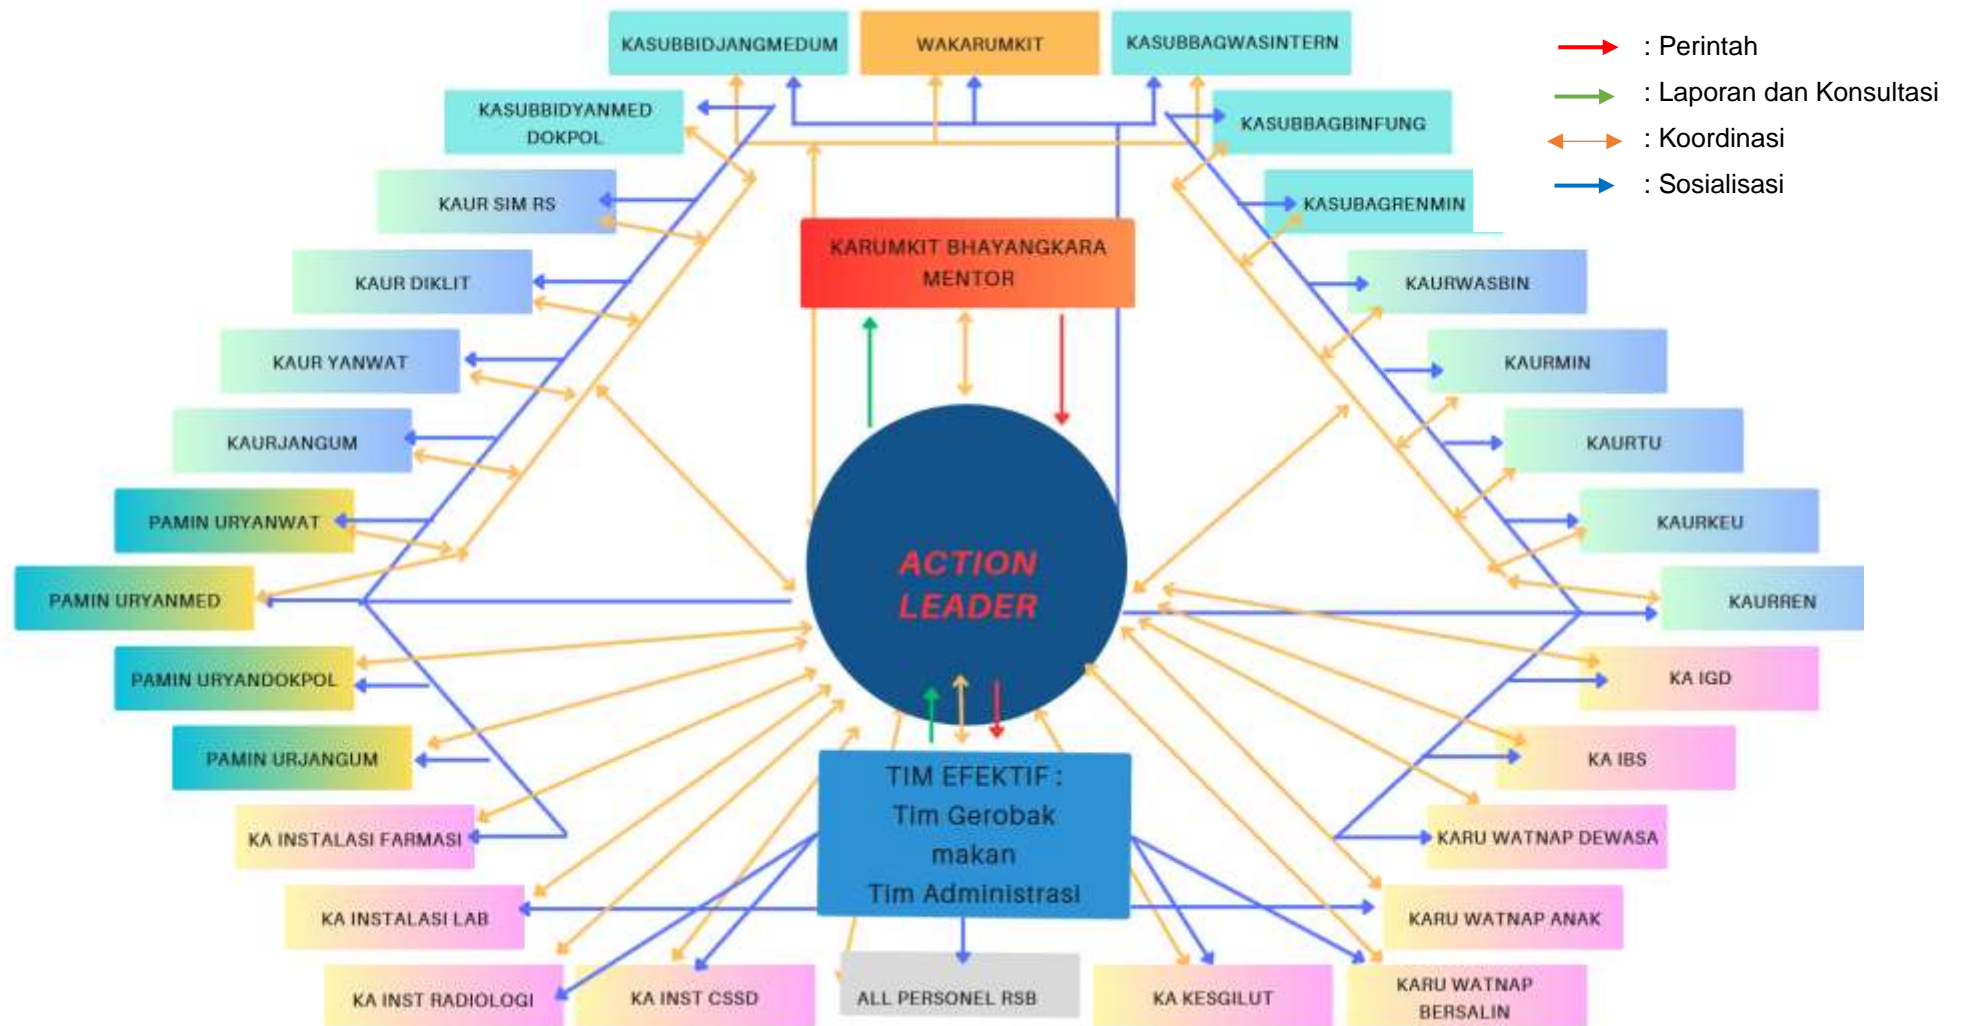 KASUBBIDJANGMEDUM
WAKARUMKIT
KASUBBAGWASINTERN
: Perintah
: Laporan dan Konsultasi
: Koordinasi
: Sosialisasi
KASUBBIDYANMED
DOKPOL
KASUBBAGBINFUNG
KAUR SIM RS
KASUBAGRENMIN
KARUMKIT BHAYANGKARA
MENTOR
KAUR DIKLIT
KAURWASBIN
KAUR YANWAT
KAURMIN
KAURJANGUM
KAURTU
PAMIN URYANWAT
KAURKEU
ACTION
LEADER
PAMIN URYANMED
KAURREN
PAMIN URYANDOKPOL
KA IGD
PAMIN URJANGUM
KA IBS
TIM EFEKTIF :
Tim Gerobak
makan
Tim Administrasi
KA INSTALASI FARMASI
KARU WATNAP DEWASA
KA INSTALASI LAB
KARU WATNAP ANAK
KA INST RADIOLOGI
KA INST CSSD
ALL PERSONEL RSB
KA KESGILUT
KARU WATNAP
BERSALIN